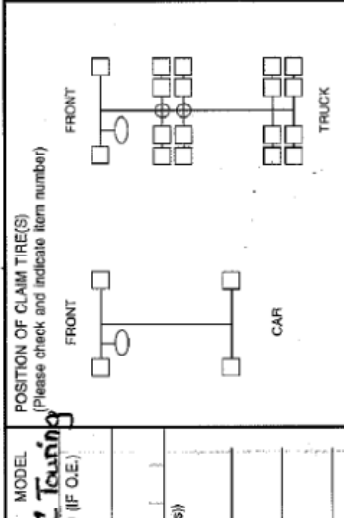 MODEL
Touring
(IF O.E.)
s)
POSITION OF CLAIM TIRE(S)
(Please check and indicate item number)
FRONT
FRONT
CAR
TRUCK